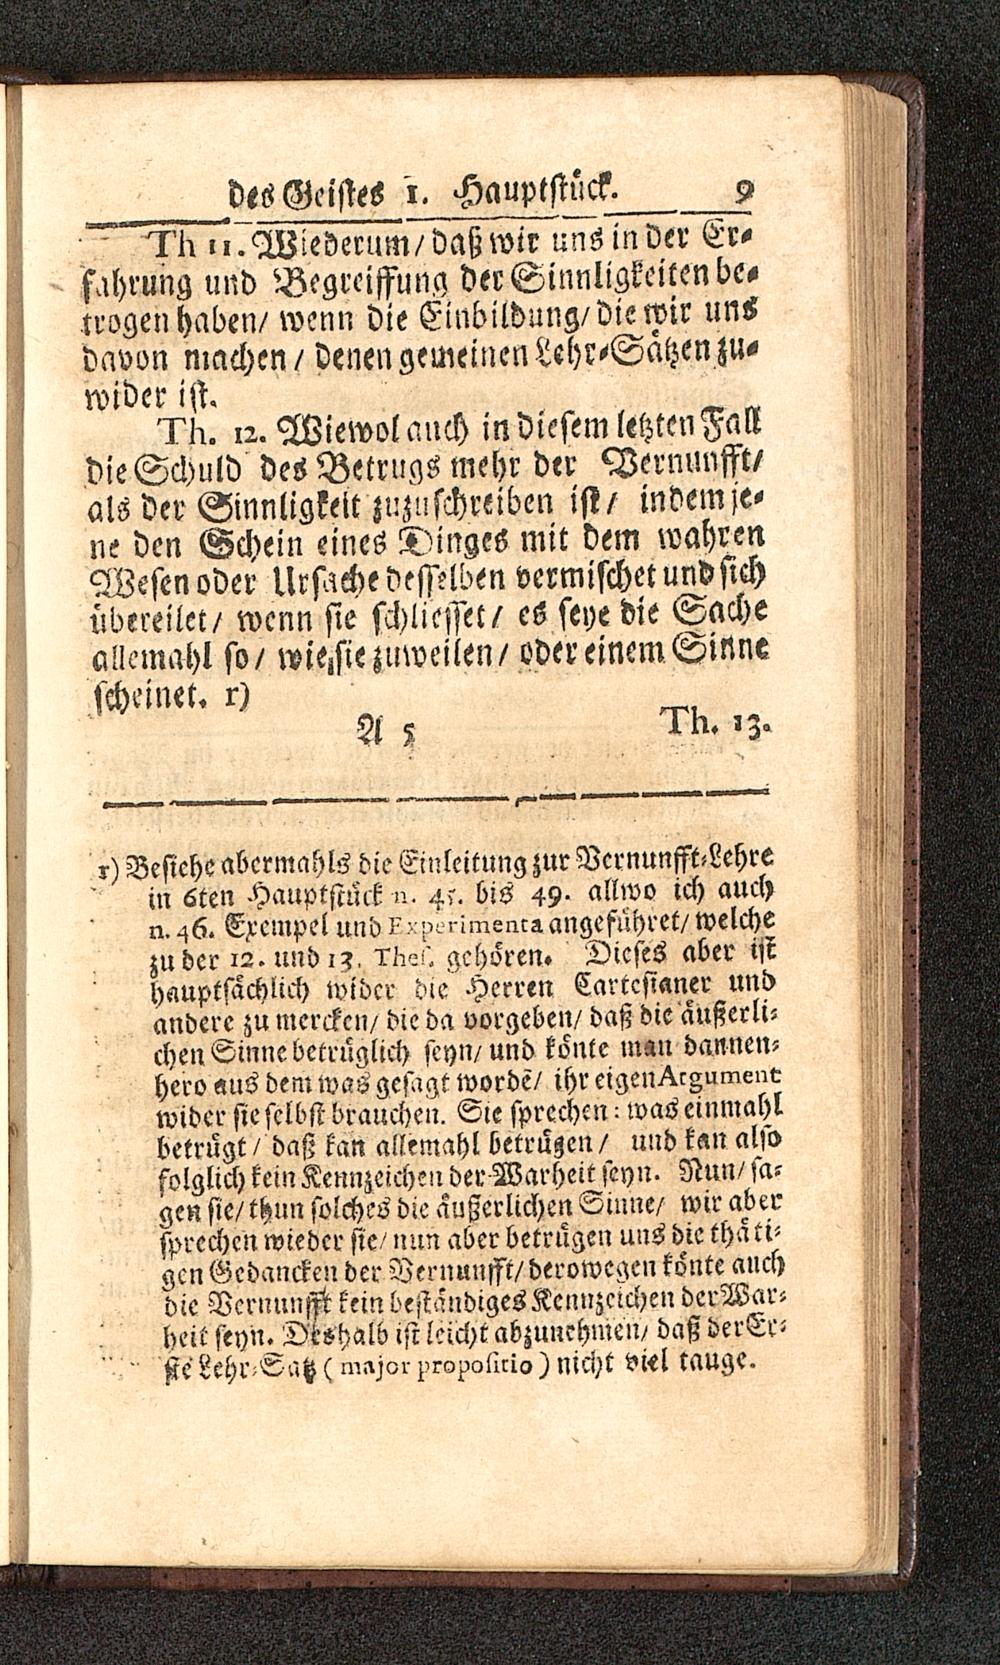 des Geistes 1. Hauptstück. 9
Th 11. Wiederum/ daß wir uns in der Er-
fahrung und Begreiffung der Sinnligkeiten be-
trogen haben/ wenn die Einbildung/ die wir uns
davon machen/ denen gemeinen Lehr-Sätzen zu-
wider ist.
Th. 12. Wiewol auch in diesem letzten Fall
die Schuld des Betrugs mehr der Vernunfft/
als der Sinnligkeit zuzuschreiben ist/ indem je-
ne den Schein eines Dinges mit dem wahren
Wesen oder Ursache desselben vermischet und sich
übereilet/ wenn sie schliesset/ es seye die Sache
allemahl so/ wie sie zuweilen/ oder einem Sinne
scheinet. r)
A 5 Th. 13.
r) Besiehe abermahls die Einleitung zur Vernunfft-Lehre
in 6ten Hauptstück n. 45. bis 49. allwo ich auch
n. 46. Exempel und Experimenta angeführet/ welche
zu der 12. und 13. Thes. gehören. Dieses aber ist
hauptsächlich wider die Herren Cartesianer und
andere zu mercken/ die da vorgeben/ daß die äußerli-
chen Sinne betrüglich seyn/ und könte man dannen-
hero aus dem was gesagt wordē/ ihr eigen Argument
wider sie selbst brauchen. Sie sprechen: was einmahl
betrügt/ daß kan allemahl betrügen/ und kan also
folglich kein Kennzeichen der Warheit seyn. Nun/ sa-
gen sie/ thun solches die äußerlichen Sinne/ wir aber
sprechen wieder sie/ nun aber betrügen uns die thäti-
gen Gedancken der Vernunfft/ derowegen könte auch
die Vernunfft kein beständiges Kennzeichen der War-
heit seyn. Deshalb ist leicht abzunehmen/ daß der Er-
ste Lehr-Satz (major propositio) nicht viel tauge.